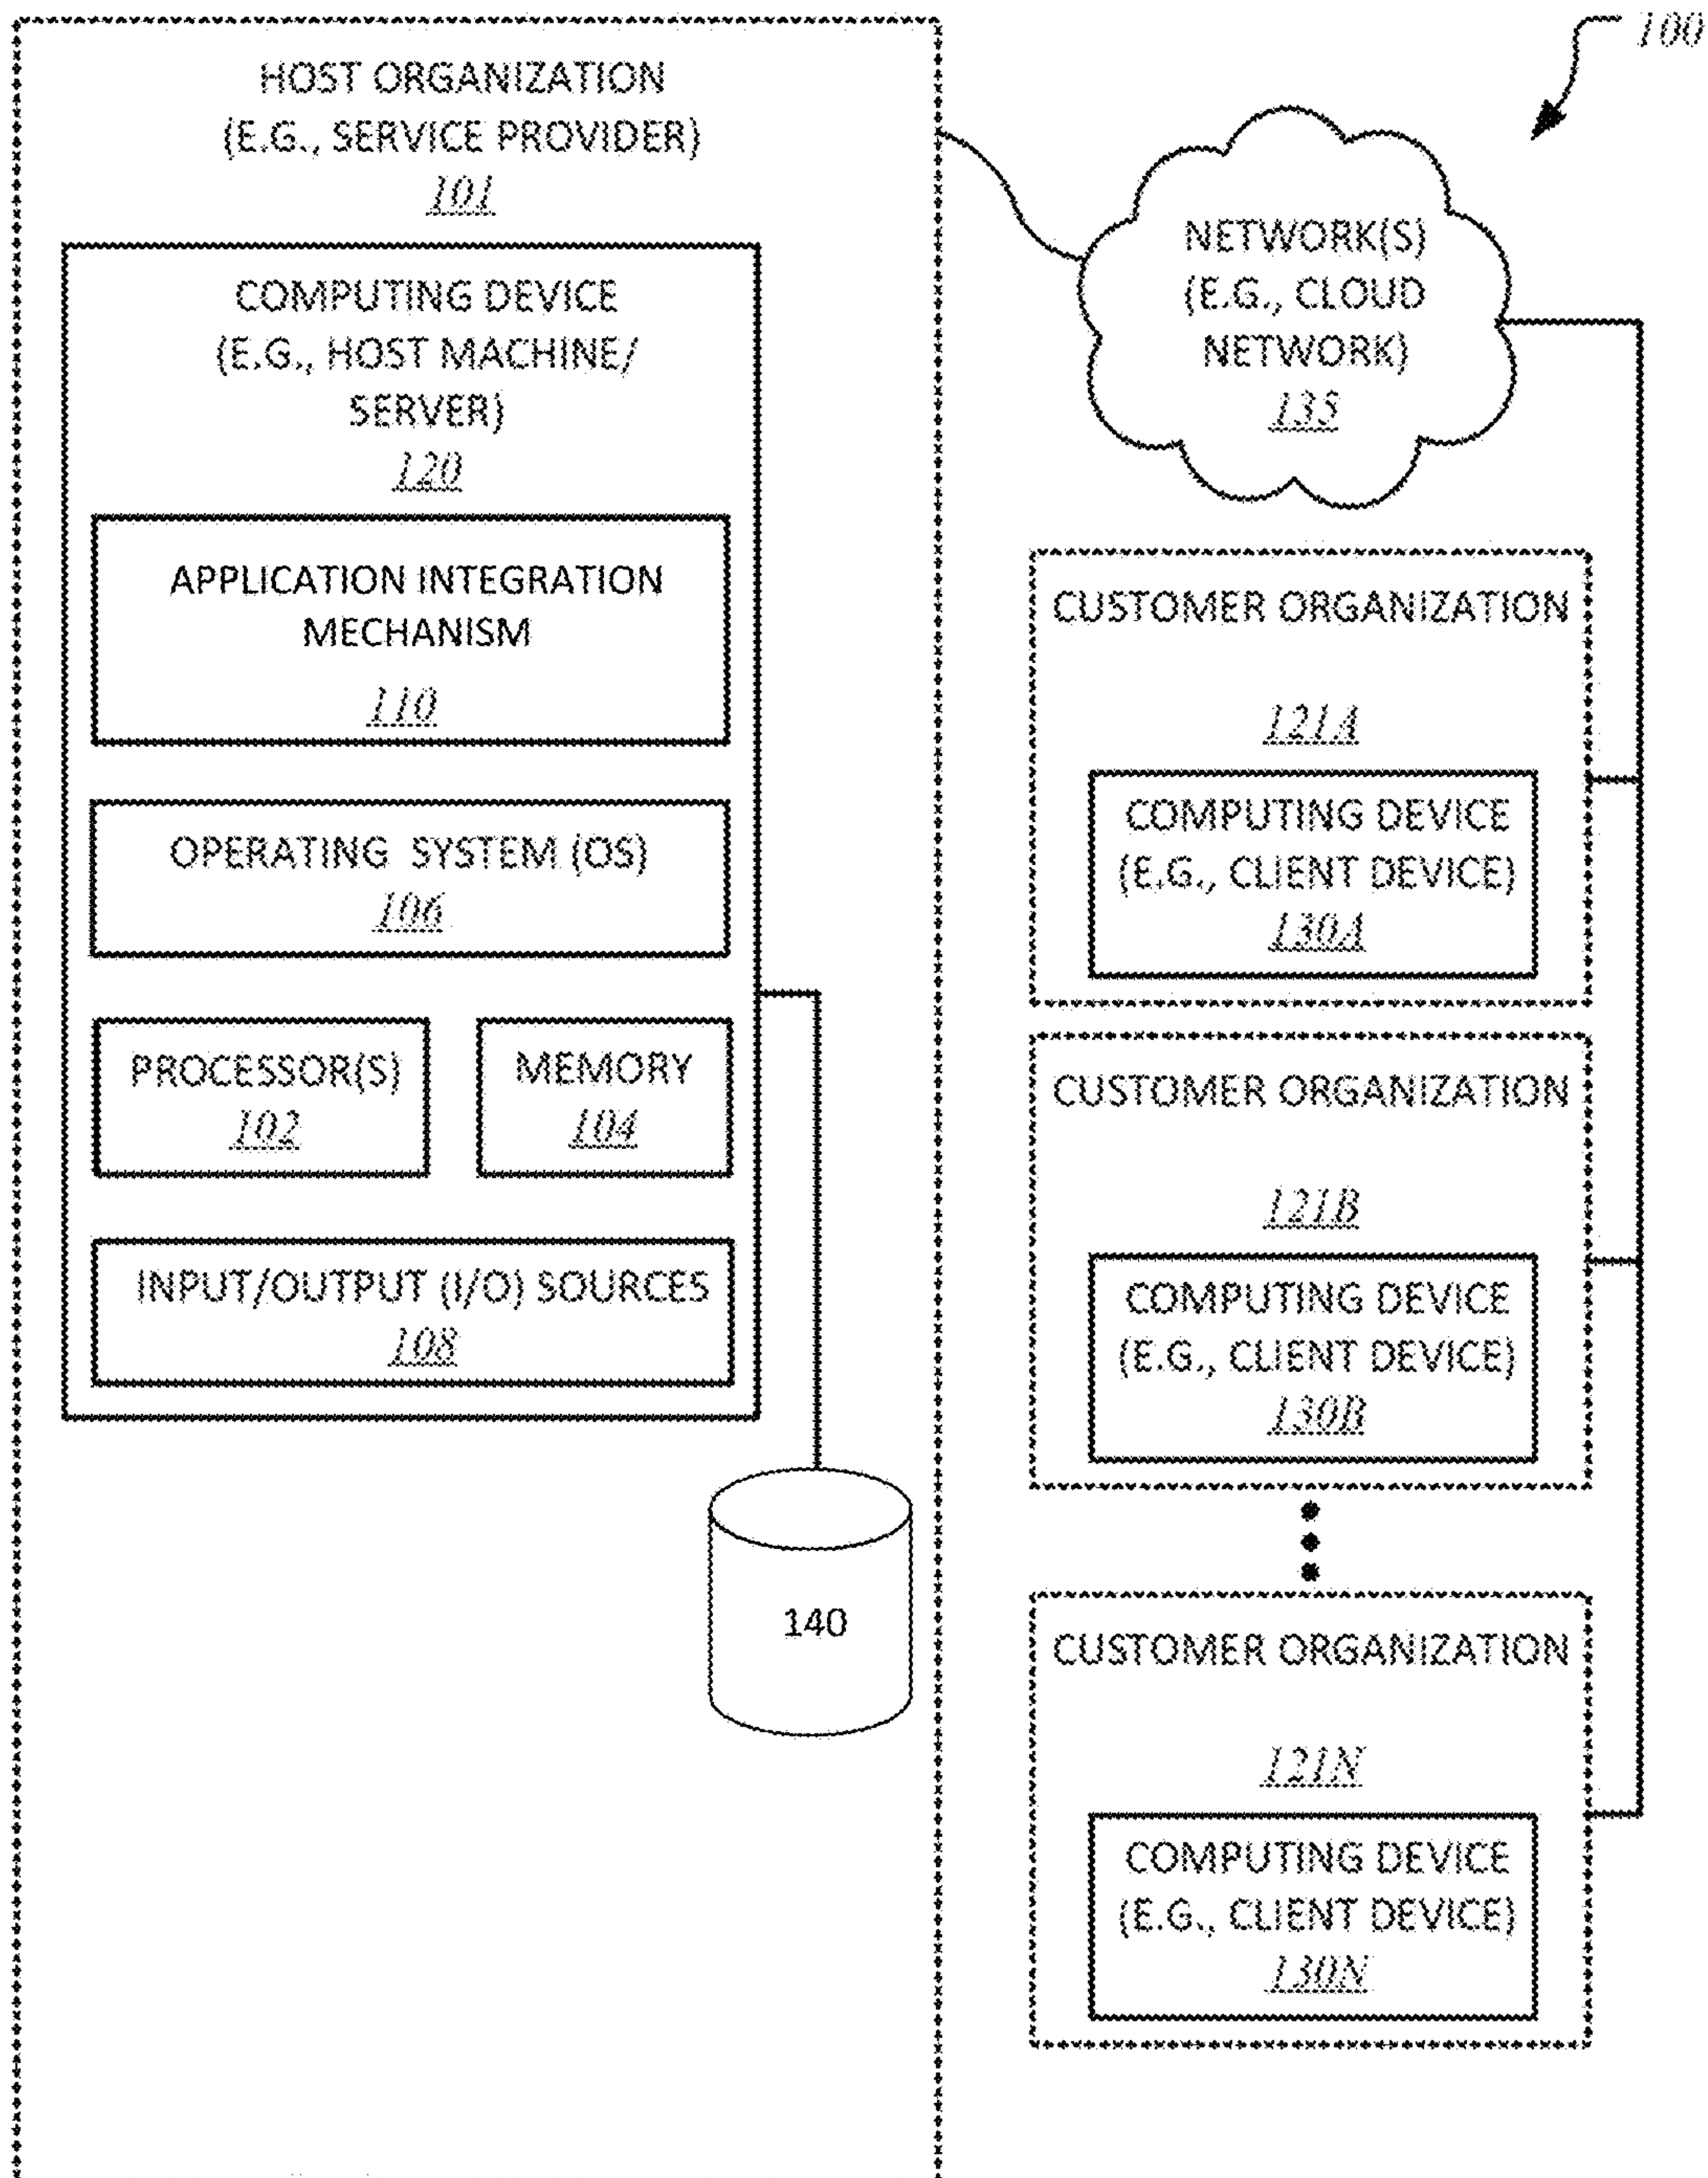 100
HOST ORGANIZATION
(E.G., SERVICE PROVIDER)
101
COMPUTING DEVICE
(E.G., HOST MACHINE/
SERVER)
120
APPLICATION INTEGRATION
MECHANISM
110
OPERATING SYSTEM (OS)
106
PROCESSOR(S)
102
MEMORY
104
INPUT/OUTPUT (I/O) SOURCES
108
140
NETWORK(S)
(E.G., CLOUD
NETWORK)
135
CUSTOMER ORGANIZATION
121A
COMPUTING DEVICE
(E.G., CLIENT DEVICE)
130A
CUSTOMER ORGANIZATION
121B
COMPUTING DEVICE
(E.G., CLIENT DEVICE)
130B
CUSTOMER ORGANIZATION
121N
COMPUTING DEVICE
(E.G., CLIENT DEVICE)
130N